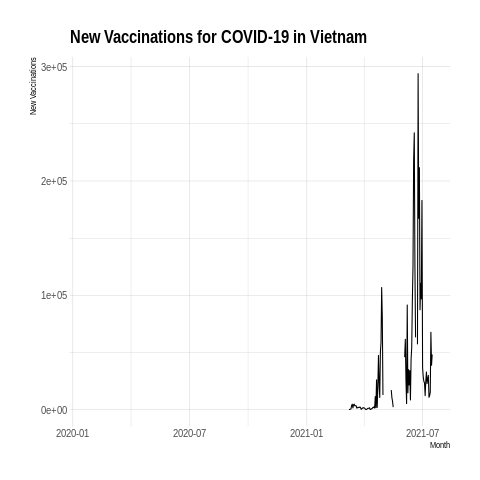 New Vaccinations for COVID-19 in Vietnam
New Vaccinations
3e+05
2e+05
1e+05
0e+00
2020-01 2020-07 2021-01 2021-07
Month